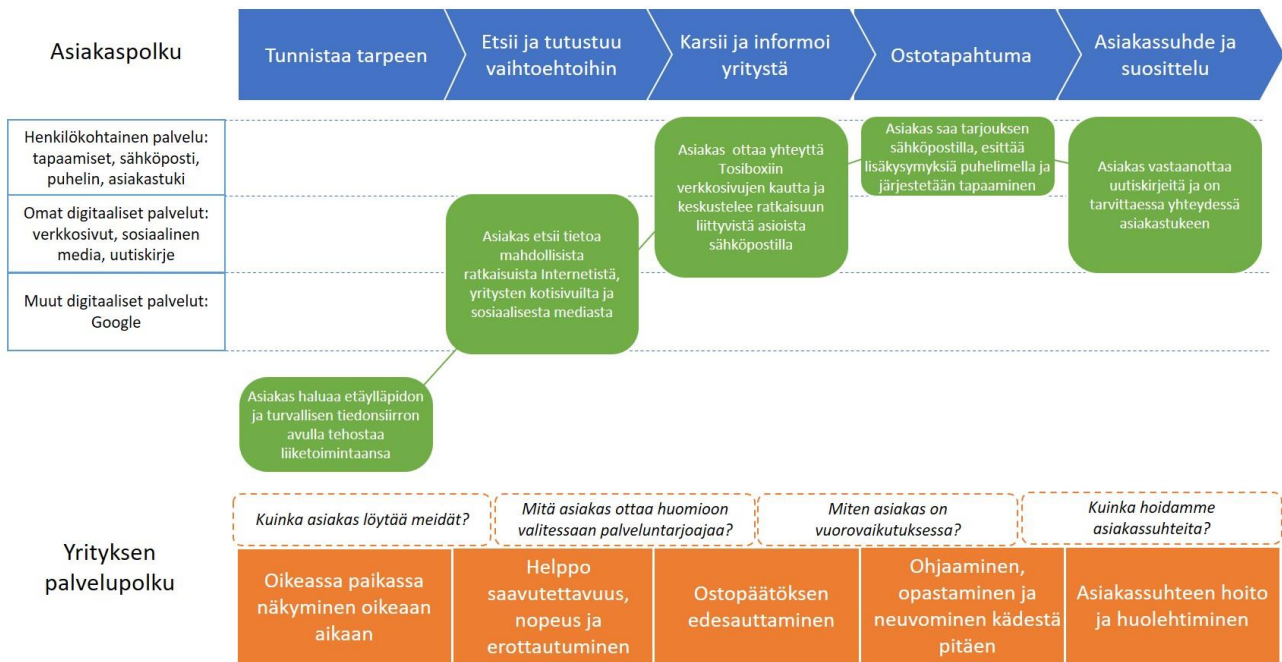 Asiakaspolku
Tunnistaa tarpeen
Etsii ja tutustuu
vaihtoehtoihin
Karsii ja informoi
yritystä
Ostotapahtuma
Asiakassuhde ja
suosittelu
Henkilökohtainen palvelu:
tapaamiset, sähköposti,
puhelin, asiakastuki
Omat digitaaliset palvelut:
verkkosivut, sosiaalinen
media, uutiskirje
Muut digitaaliset palvelut:
Google
Asiakas haluaa etäylläpidon
ja turvallisen tiedonsiirron
avulla tehostaa
liiketoimintaansa
Asiakas etsii tietoa
mahdollisista
ratkaisuista Internetistä,
yritysten kotisivuilta ja
sosiaalisesta mediasta
Asiakas ottaa yhteyttä
Tosiboxiin
verkkosivujen kautta ja
keskustelee ratkaisuun
liittyvistä asioista
sähköpostilla
Asiakas saa tarjouksen
sähköpostilla, esittää
lisäkysymyksiä puhelimella ja
järjestetään tapaaminen
Asiakas vastaanottaa
uutiskirjeitä ja on
tarvittaessa yhteydessä
asiakastukeen
Kuinka asiakas löytää meidät?
Mitä asiakas ottaa huomioon
valitessaan palveluntarjoajaa?
Miten asiakas on
vuorovaikutuksessa?
Kuinka hoidamme
asiakassuhteita?
Yrityksen
palvelupolku
Oikeassa paikassa
näkyminen oikeaan
aikaan
Helppo
saavutettavuus,
nopeus ja
erottautuminen
Ostopäätöksen
edesauttaminen
Ohjaaminen,
opastaminen ja
neuvominen kädestä
pitäen
Asiakassuhteen hoito
ja huolehtiminen